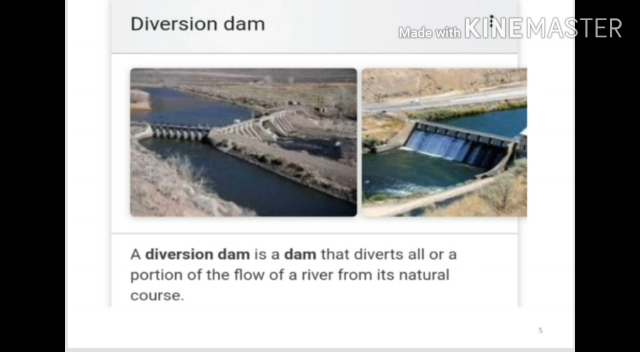 Diversion dam
Made with KINEMASTER
A diversion dam is a dam that diverts all or a
portion of the flow of a river from its natural
course.
5